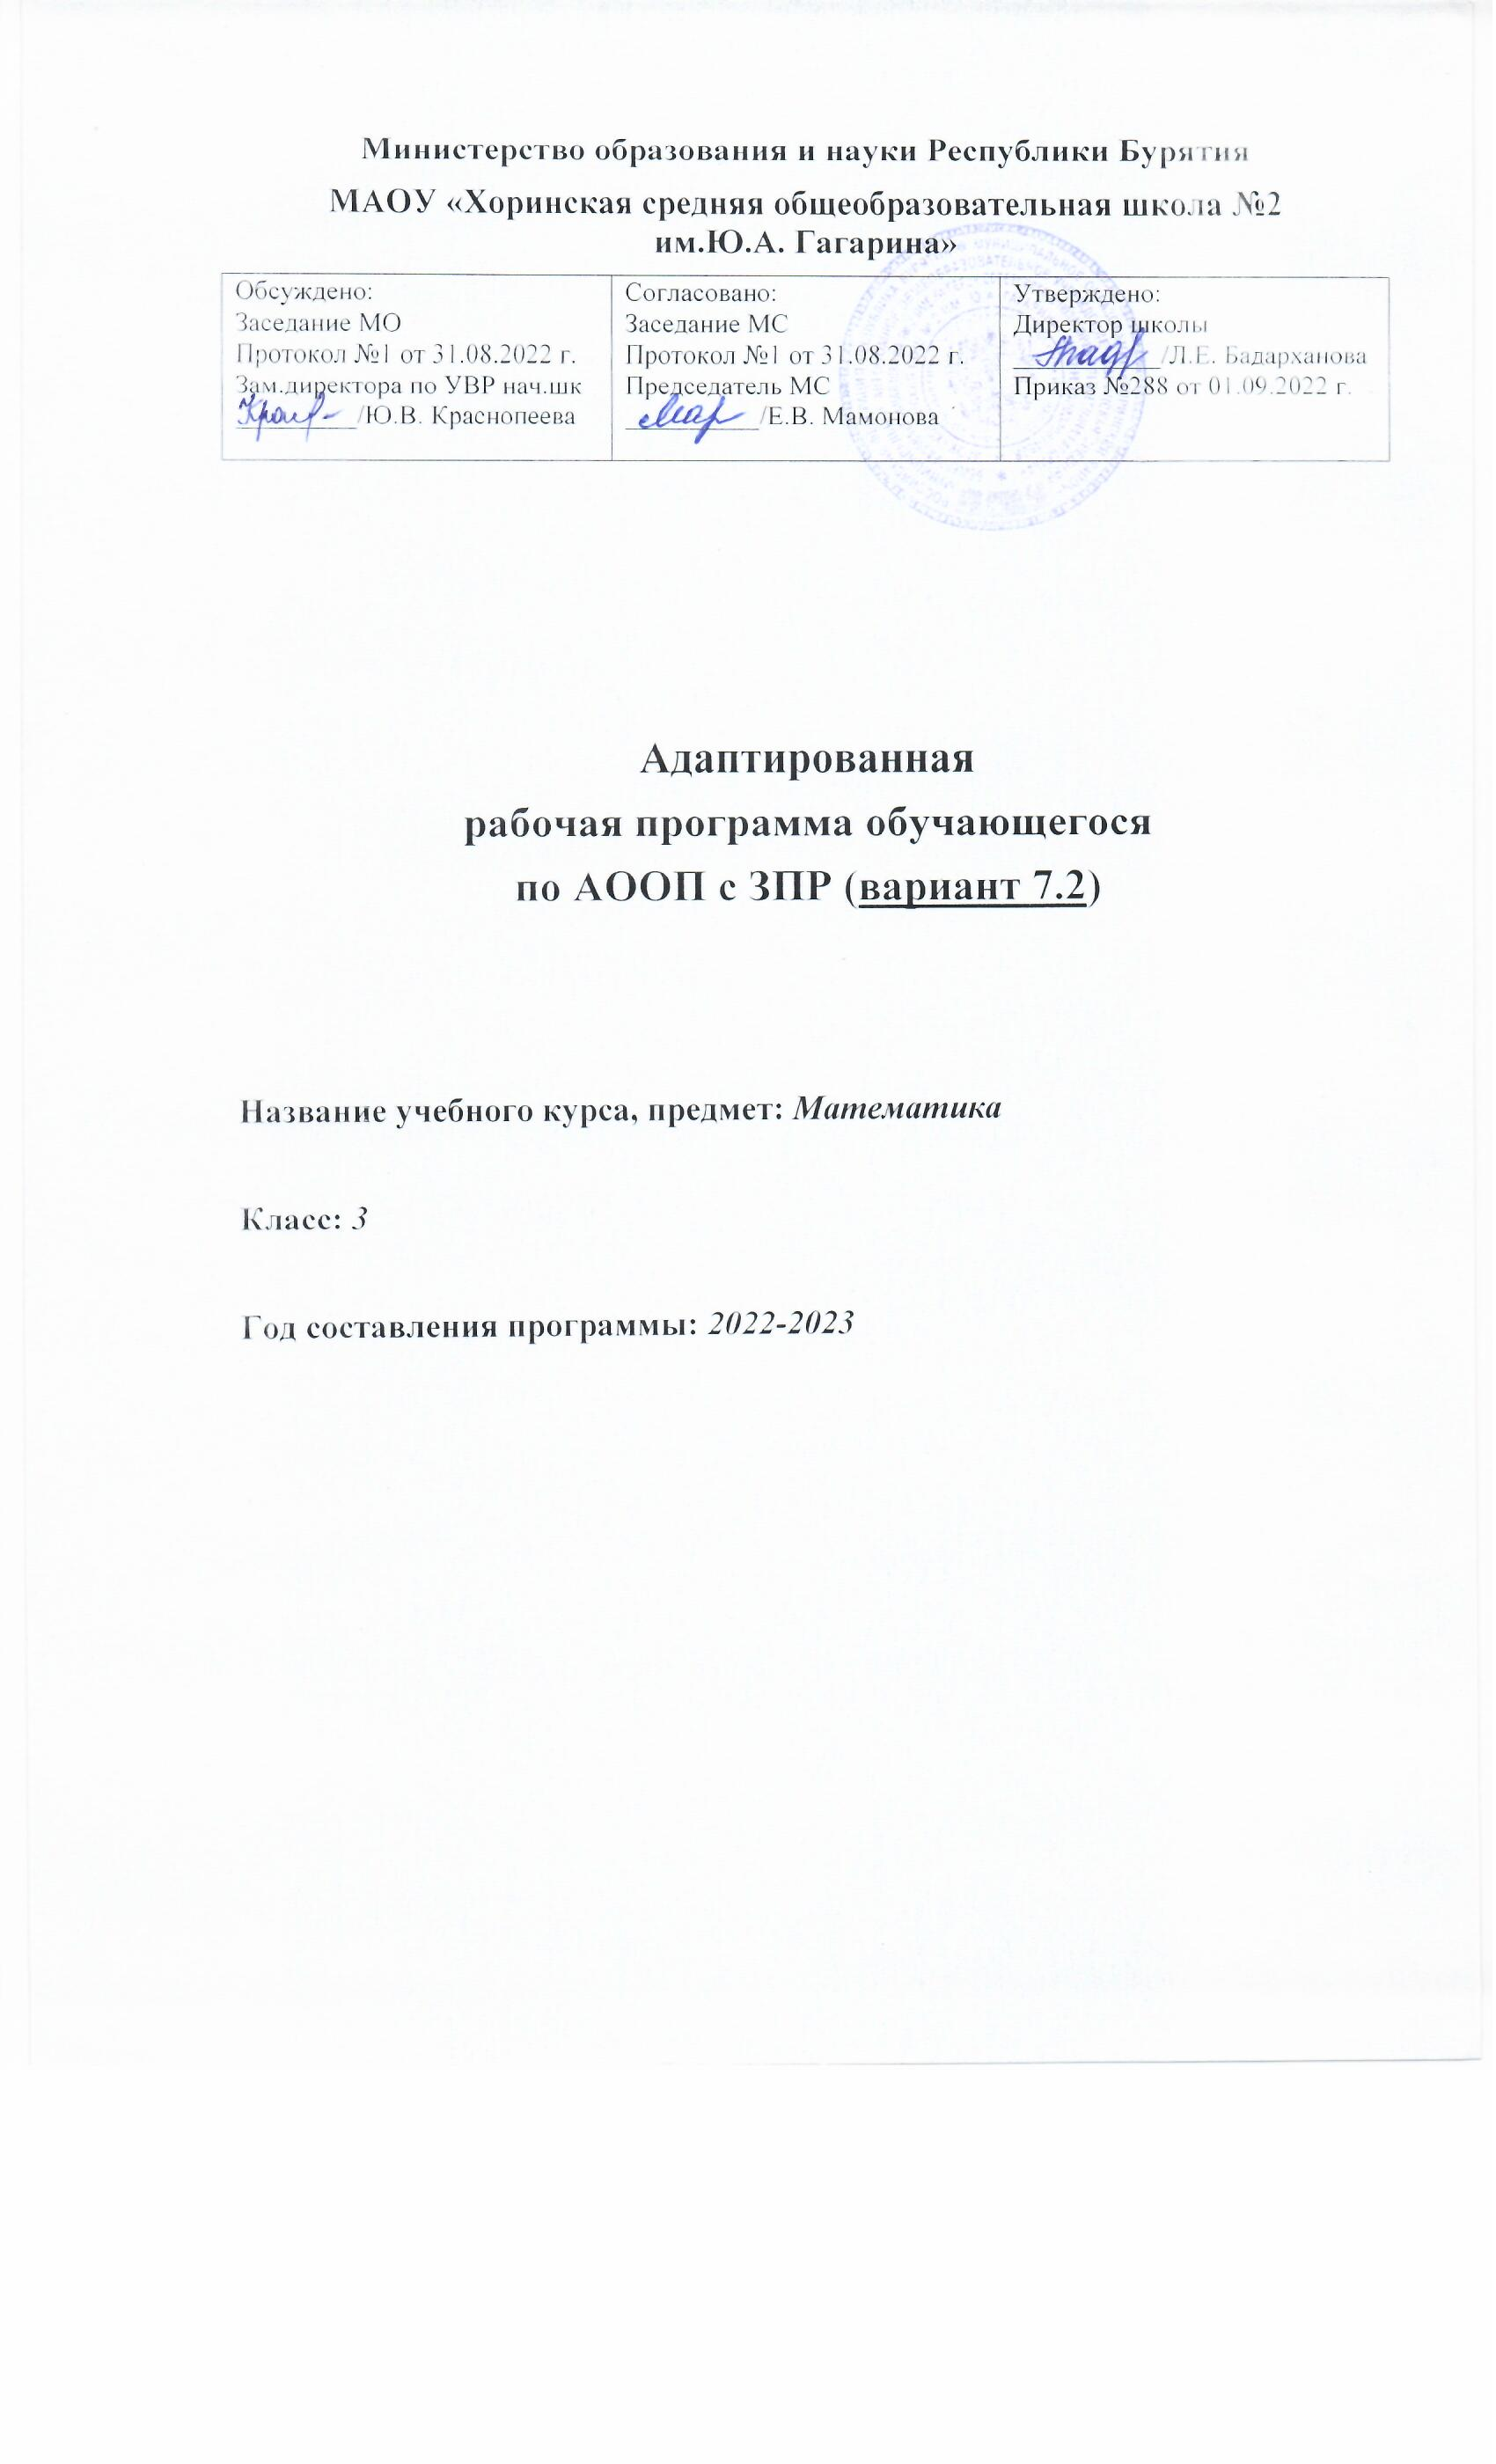 Министерство образования и науки Республики Бурятия
МАОУ «Хоринская средняя общеобразовательная школа №2
им.Ю.А. Гагарина»
Обсуждено:
Заседание МО
Протокол №1 от 31.08.2022 г.
Зам.директора по УВР нач.шк
/Ю.В. Краснопеева
Согласовано:
Заседание МС
Протокол №1 от 31.08.2022 г.
Председатель МС
/Е.В. Мамонова
Утверждено:
Директор школы
/Л.Е. Бадарханова
Приказ №288 от 01.09.2022 г.
Адаптированная
рабочая программа обучающегося
по АООП с ЗПР (вариант 7.2)
Название учебного курса, предмет: Математика
Класс: 3
Год составления программы: 2022-2023